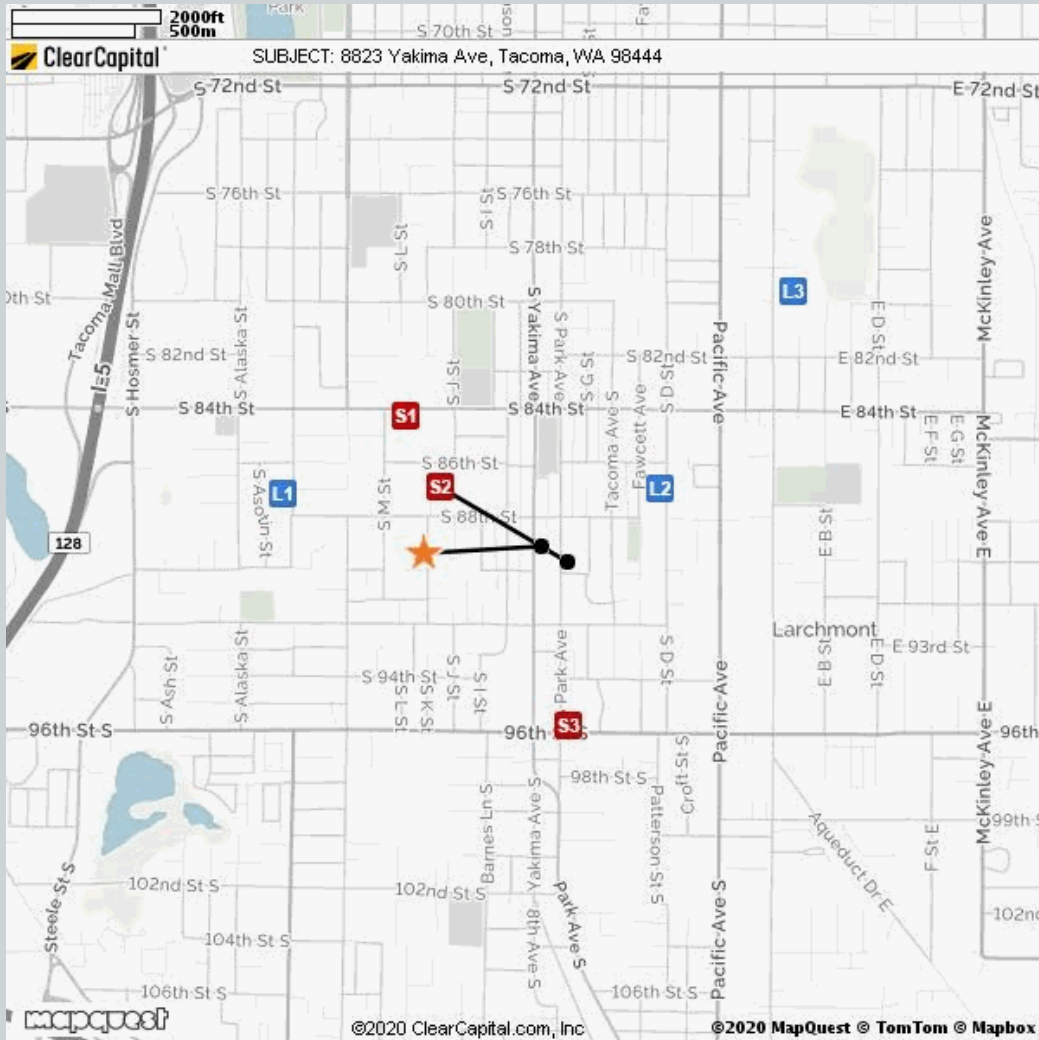 Park
2000ft
500m
S 70th St
ClearCapital
SUBJECT: 8823 Yakima Ave, Tacoma, WA 98444
S 72nd St
S 72nd St
E 72nd St
S 76th St
S I St
S 76th St
Tacoma Mall Blvd
S L St
S 78th St
McKinley Ave
L3
S 80th St
S Yakima Ave
S Park Ave
E D St
S Hosmer St
S Alaska St
Pacific Ave
S 82nd St
S J St
S G St
S 82nd St
S D St
E 82nd St
I-5
S 84th St
S1
S 84th St
E 84th St
Tacoma Ave S
Fawcett Ave
E F St
E G St
McKinley Ave E
S 86th St
S2
L1
L2
S Asotin St
S M St
S 88th St
E B St
128
Larchmont
S Ash St
S Alaska St
S 94th St
S L St
S K St
S J St
S I St
Park Ave
S D St
Pacific Ave
E B St
E D St
E 93rd St
McKinley Ave E
96th St S
S3
96th
98th St S
Croft St S
Barnes Ln S
Yakima Ave S
Patterson St S
Aqueduct Dr E
F St E
99th S
102nd St S
102nd St S
Steele St S
8th Ave S
Park Ave S
Pacific Ave S
102nd
104th St S
106th St S
106th St S
mapquest
©2020 ClearCapital.com, Inc
©2020 MapQuest © TomTom © Mapbox